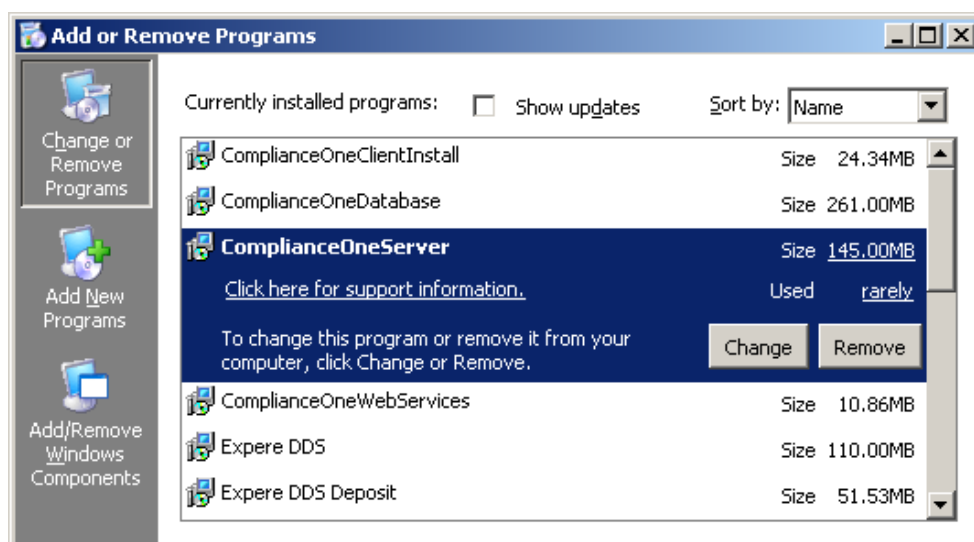 Add or Remove Programs
Change or
Remove
Programs
Add New
Programs
Add/Remove
Windows
Components
Currently installed programs:
Show updates
Sort by:
Name
ComplianceOneClientInstall
Size 24.34MB
ComplianceOneDatabase
Size 261.00MB
ComplianceOneServer
Size 145.00MB
Click here for support information.
Used rarely
To change this program or remove it from your
computer, click Change or Remove.
Change
Remove
ComplianceOneWebServices
Size 10.86MB
Expere DDS
Size 110.00MB
Expere DDS Deposit
Size 51.53MB